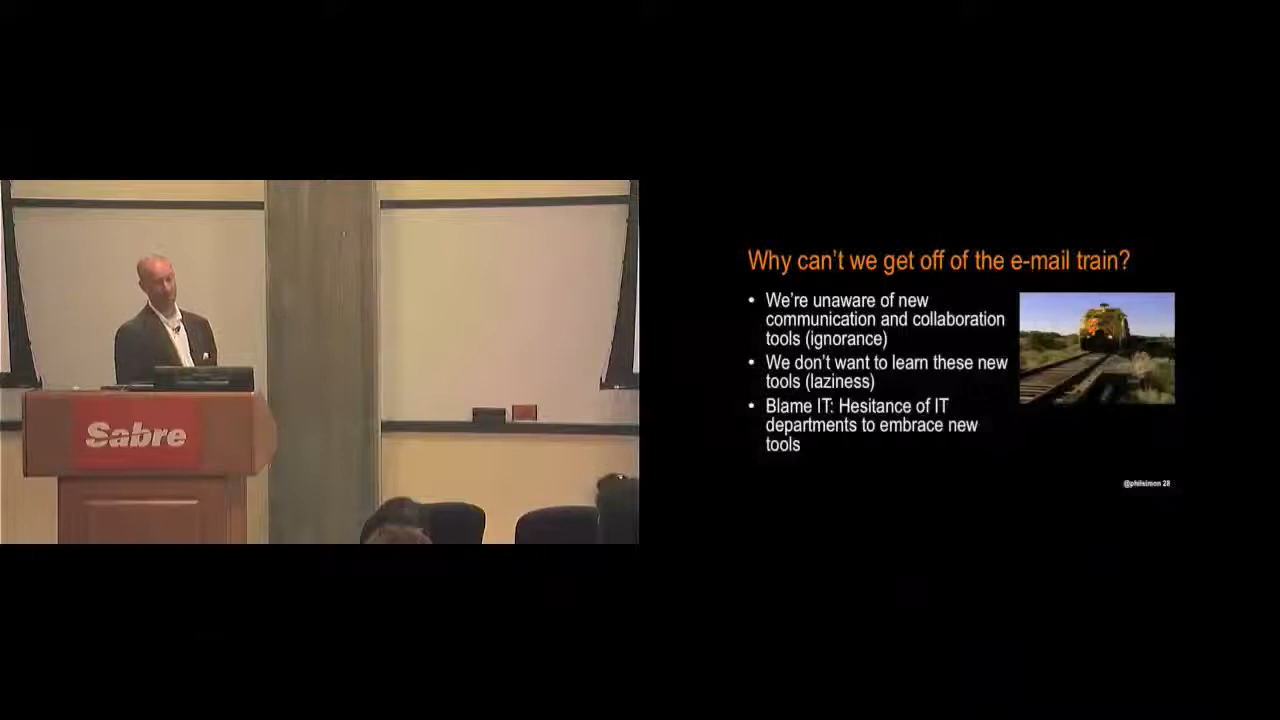 Sabre
Why can't we get off of the e-mail train?
• We're unaware of new
communication and collaboration
tools (ignorance)
• We don't want to learn these new
tools (laziness)
• Blame IT: Hesitance of IT
departments to embrace new
tools
@philsimon 28